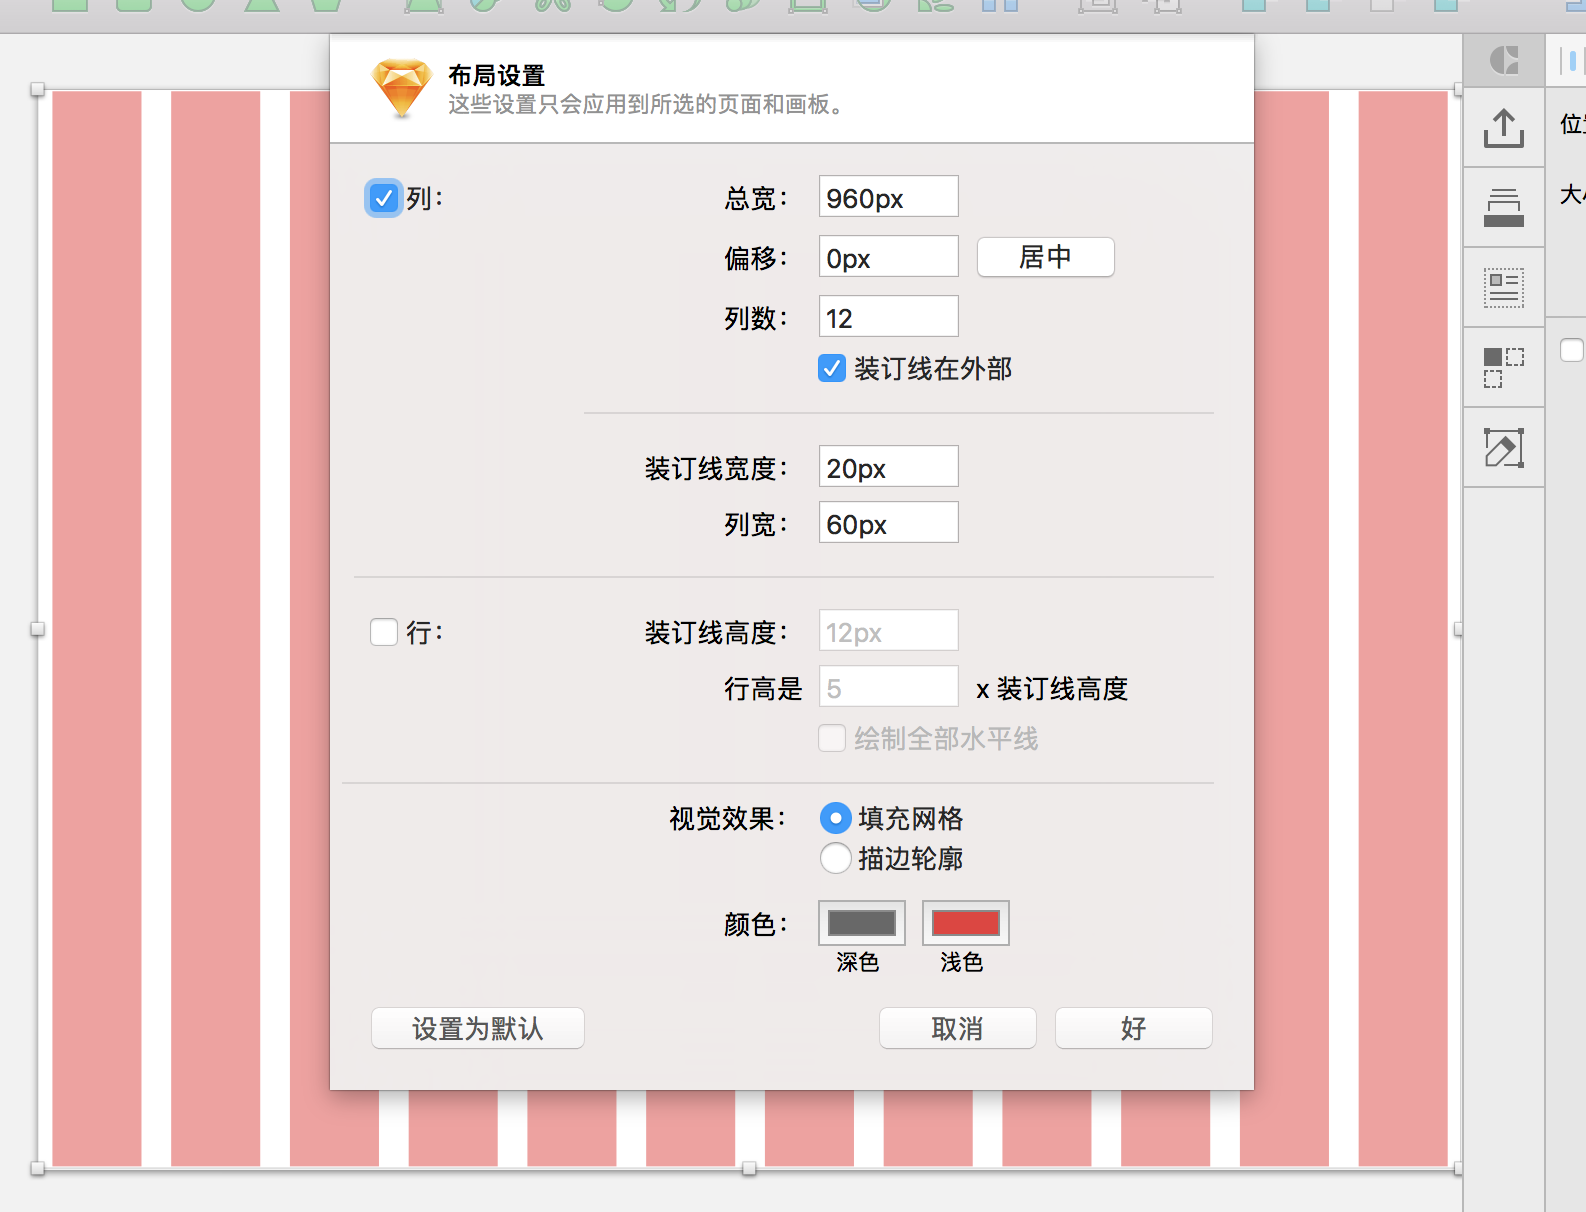 布局设置
这些设置只会应用到所选的页面和画板。
列：
总宽：
960px
偏移：
0px
居中
列数：
12
装订线在外部
装订线宽度：
20px
列宽：
60px
行：
装订线高度：
12px
行高是
5
x 装订线高度
绘制全部水平线
视觉效果：
填充网格
描边轮廓
颜色：
深色
浅色
设置为默认
取消
好